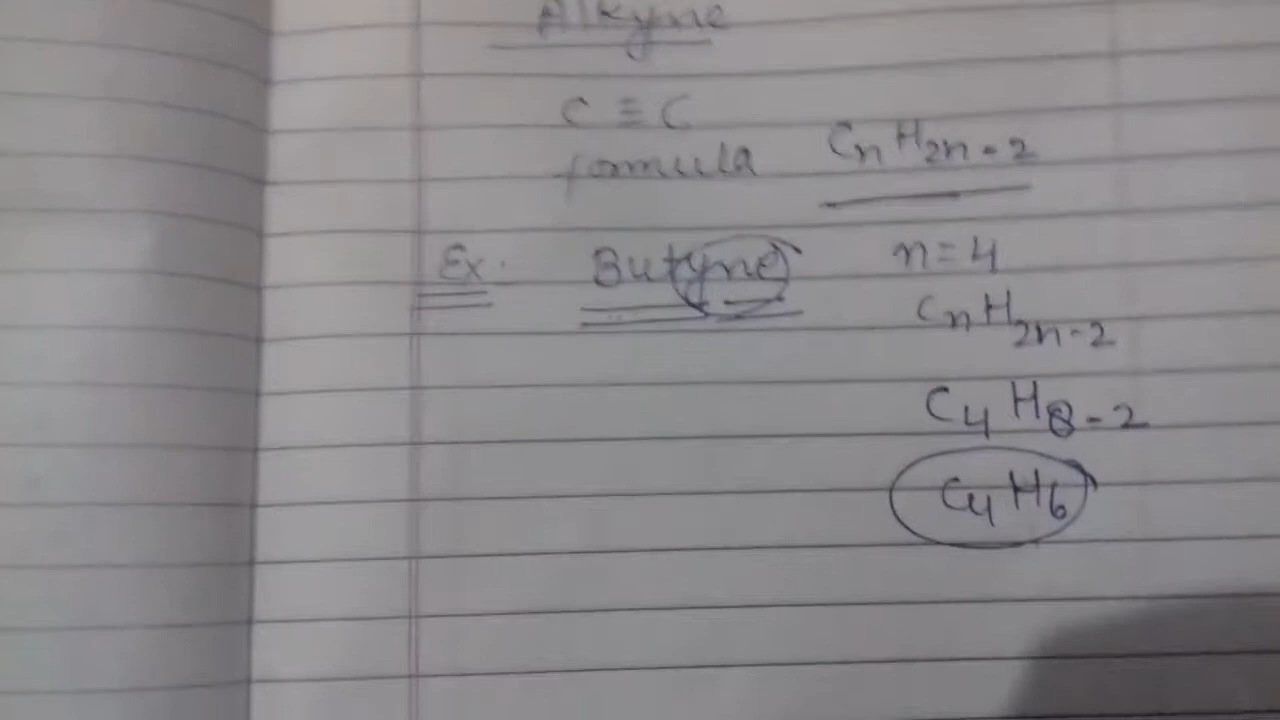 Alkyne
C ≡ C
formula CnH2n-2
Ex. Butyne n=4
CnH2n-2
C4H8-2
C4H6